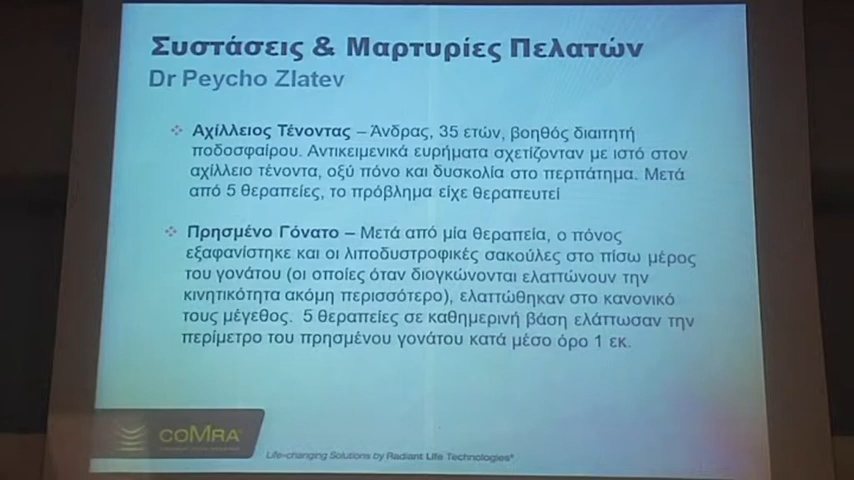 Συστάσεις & Μαρτυρίες Πελατών
Dr Peycho Zlatev
Αχίλλειος Τένοντας – Άνδρας, 35 ετών, βοηθός διαιτητή
ποδοσφαίρου. Αντικειμενικά ευρήματα σχετίζονταν με ιστό στον
αχίλλειο τένοντα, οξύ πόνο και δυσκολία στο περπάτημα. Μετά
από 5 θεραπείες, το πρόβλημα είχε θεραπευτεί
Πρησμένο Γόνατο – Μετά από μία θεραπεία, ο πόνος
εξαφανίστηκε και οι λιποδυστροφικές σακούλες στο πίσω μέρος
του γονάτου (οι οποίες όταν διογκώνονται ελαττώνουν την
κινητικότητα ακόμη περισσότερο), ελαττώθηκαν στο κανονικό
τους μέγεθος. 5 θεραπείες σε καθημερινή βάση ελάττωσαν την
περίμετρο του πρησμένου γονάτου κατά μέσο όρο 1 εκ.
COMRA
Life-changing Solutions by Radiant Life Technologies